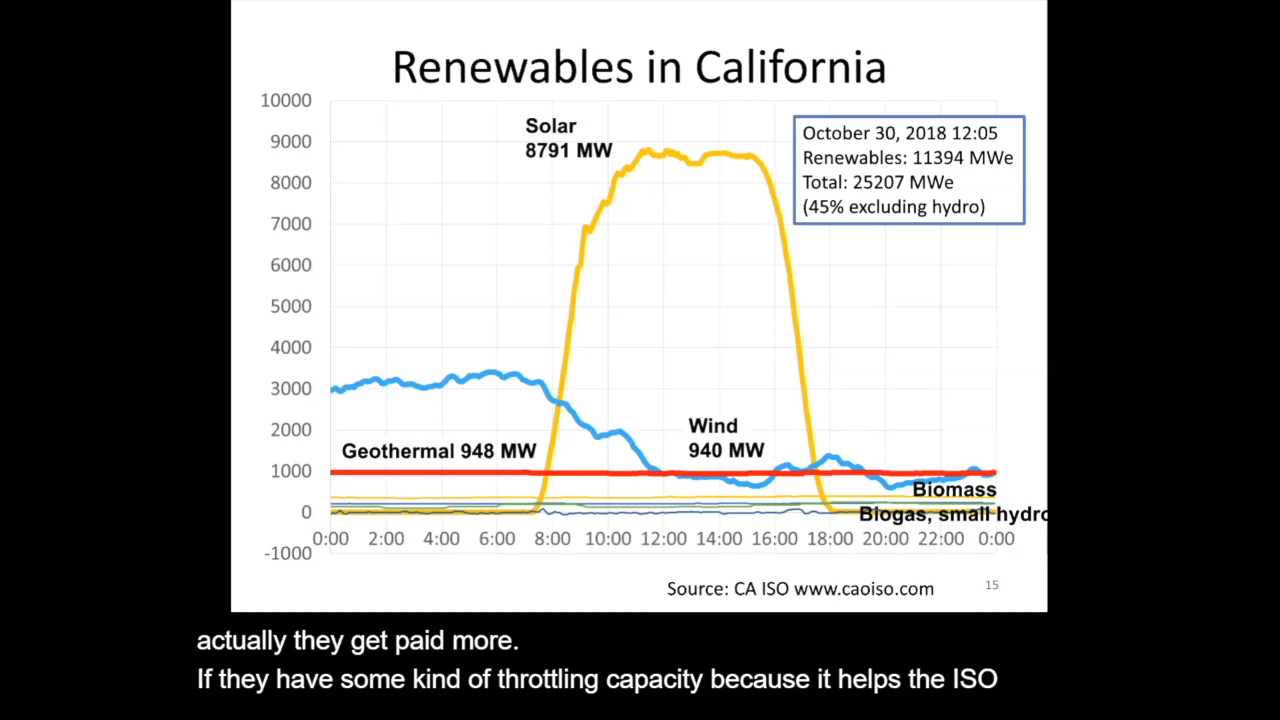 Renewables in California
10000
9000
8000
7000
6000
5000
4000
3000
2000
1000
0
-1000
Solar
8791 MW
October 30, 2018 12:05
Renewables: 11394 MWe
Total: 25207 MWe
(45% excluding hydro)
Geothermal 948 MW
Wind
940 MW
Biomass
Biogas, small hydro
0:00 2:00 4:00 6:00 8:00 10:00 12:00 14:00 16:00 18:00 20:00 22:00 0:00
Source: CA ISO www.caoiso.com
15
actually they get paid more.
If they have some kind of throttling capacity because it helps the ISO